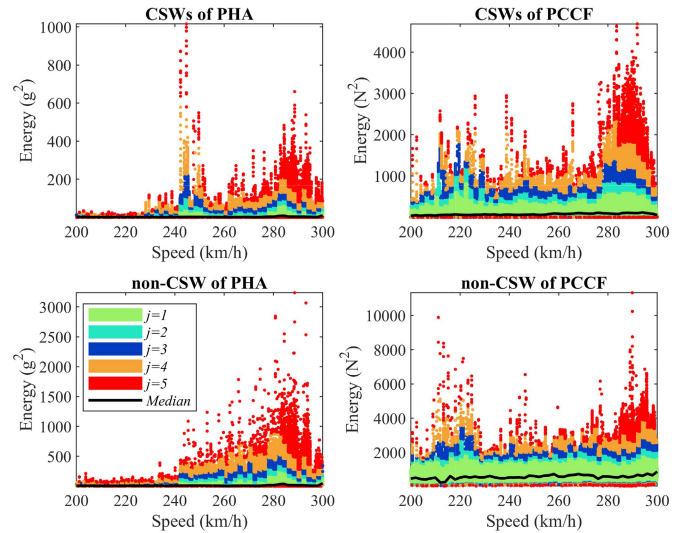 CSWs of PHA
1000
800
600
400
200
Energy (g²)
200 220 240 260 280 300
Speed (km/h)
CSWs of PCCF
4000
3000
2000
1000
Energy (N²)
200 220 240 260 280 300
Speed (km/h)
non-CSW of PHA
3000
2500
2000
1500
1000
500
Energy (g²)
j=1
j=2
j=3
j=4
j=5
Median
200 220 240 260 280 300
Speed (km/h)
non-CSW of PCCF
10000
8000
6000
4000
2000
Energy (N²)
200 220 240 260 280 300
Speed (km/h)